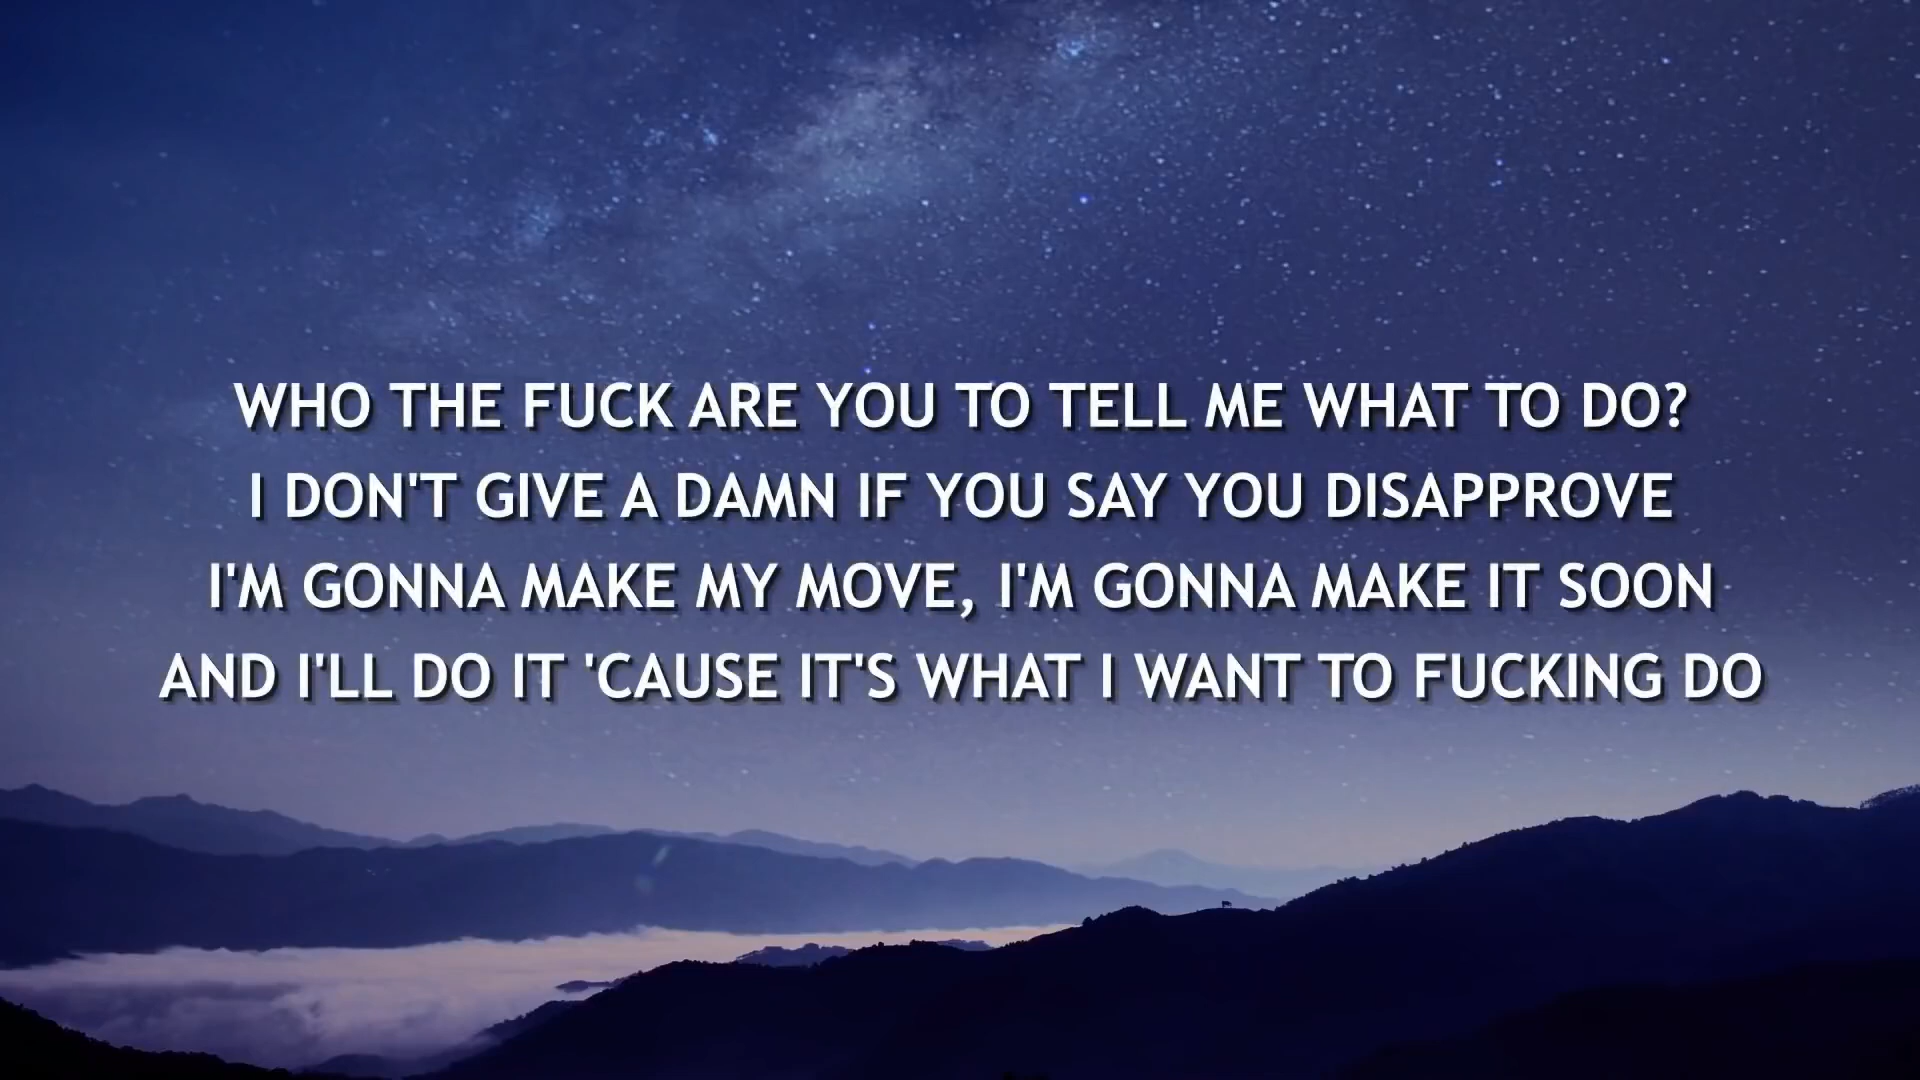 WHO THE FUCK ARE YOU TO TELL ME WHAT TO DO?
I DON'T GIVE A DAMN IF YOU SAY YOU DISAPPROVE
I'M GONNA MAKE MY MOVE, I'M GONNA MAKE IT SOON
AND I'LL DO IT 'CAUSE IT'S WHAT I WANT TO FUCKING DO